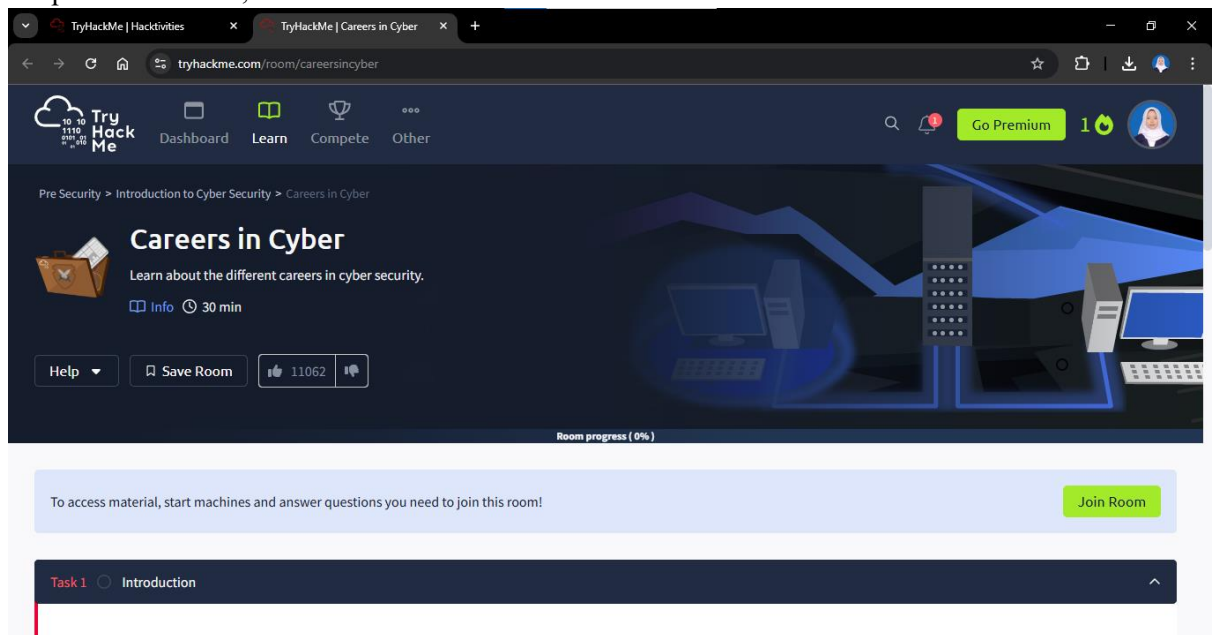 TryHackMe | Hacktivities
TryHackMe | Careers in Cyber
tryhackme.com/room/careersincyber
Try
Hack
Me
Dashboard
Learn
Compete
Other
1
Go Premium
1
Pre Security > Introduction to Cyber Security > Careers in Cyber
Careers in Cyber
Learn about the different careers in cyber security.
Info 30 min
Help
Save Room
11062
Room progress ( 0% )
To access material, start machines and answer questions you need to join this room!
Join Room
Task 1 Introduction